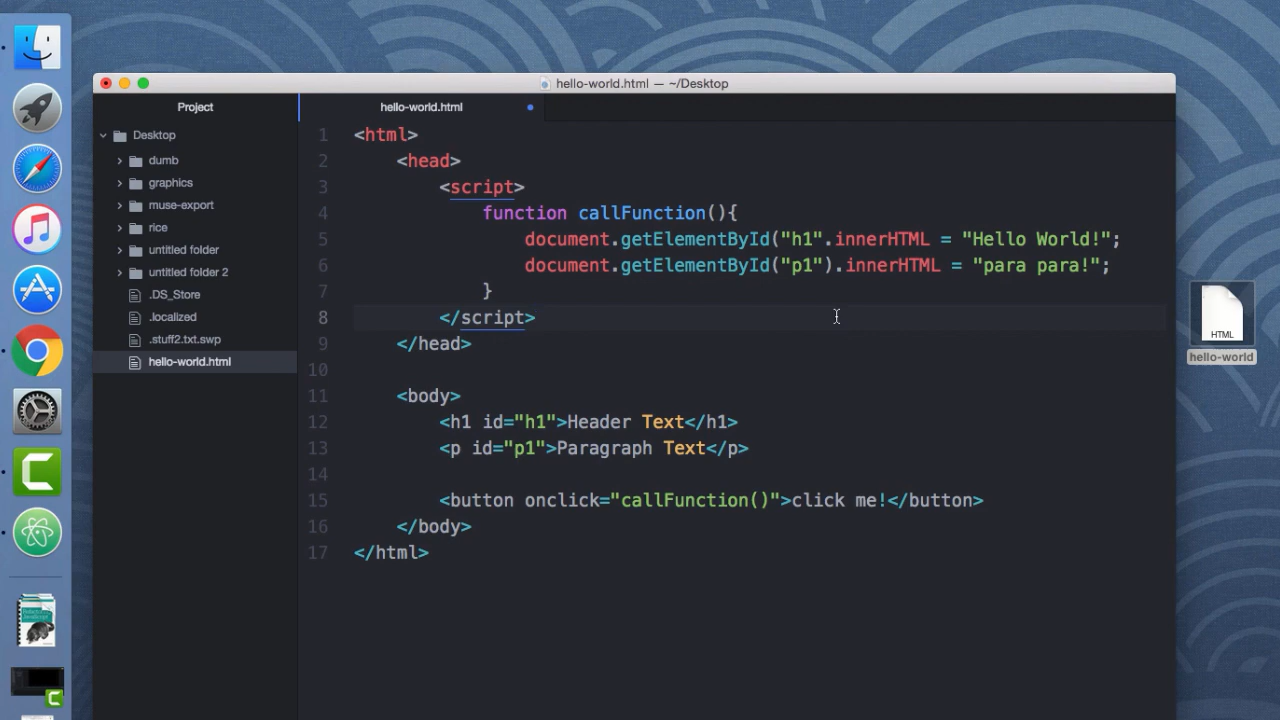 hello-world.html — ~/Desktop
Project
hello-world.html
Desktop
dumb
graphics
muse-export
rice
untitled folder
untitled folder 2
.DS_Store
.localized
.stuff2.txt.swp
hello-world.html
1 <html>
2 <head>
3 <script>
4 function callFunction(){
5 document.getElementById("h1".innerHTML = "Hello World!";
6 document.getElementById("p1").innerHTML = "para para!";
7 }
8 </script>
9 </head>
10
11 <body>
12 <h1 id="h1">Header Text</h1>
13 <p id="p1">Paragraph Text</p>
14
15 <button onclick="callFunction()">click me!</button>
16 </body>
17 </html>
HTML
hello-world